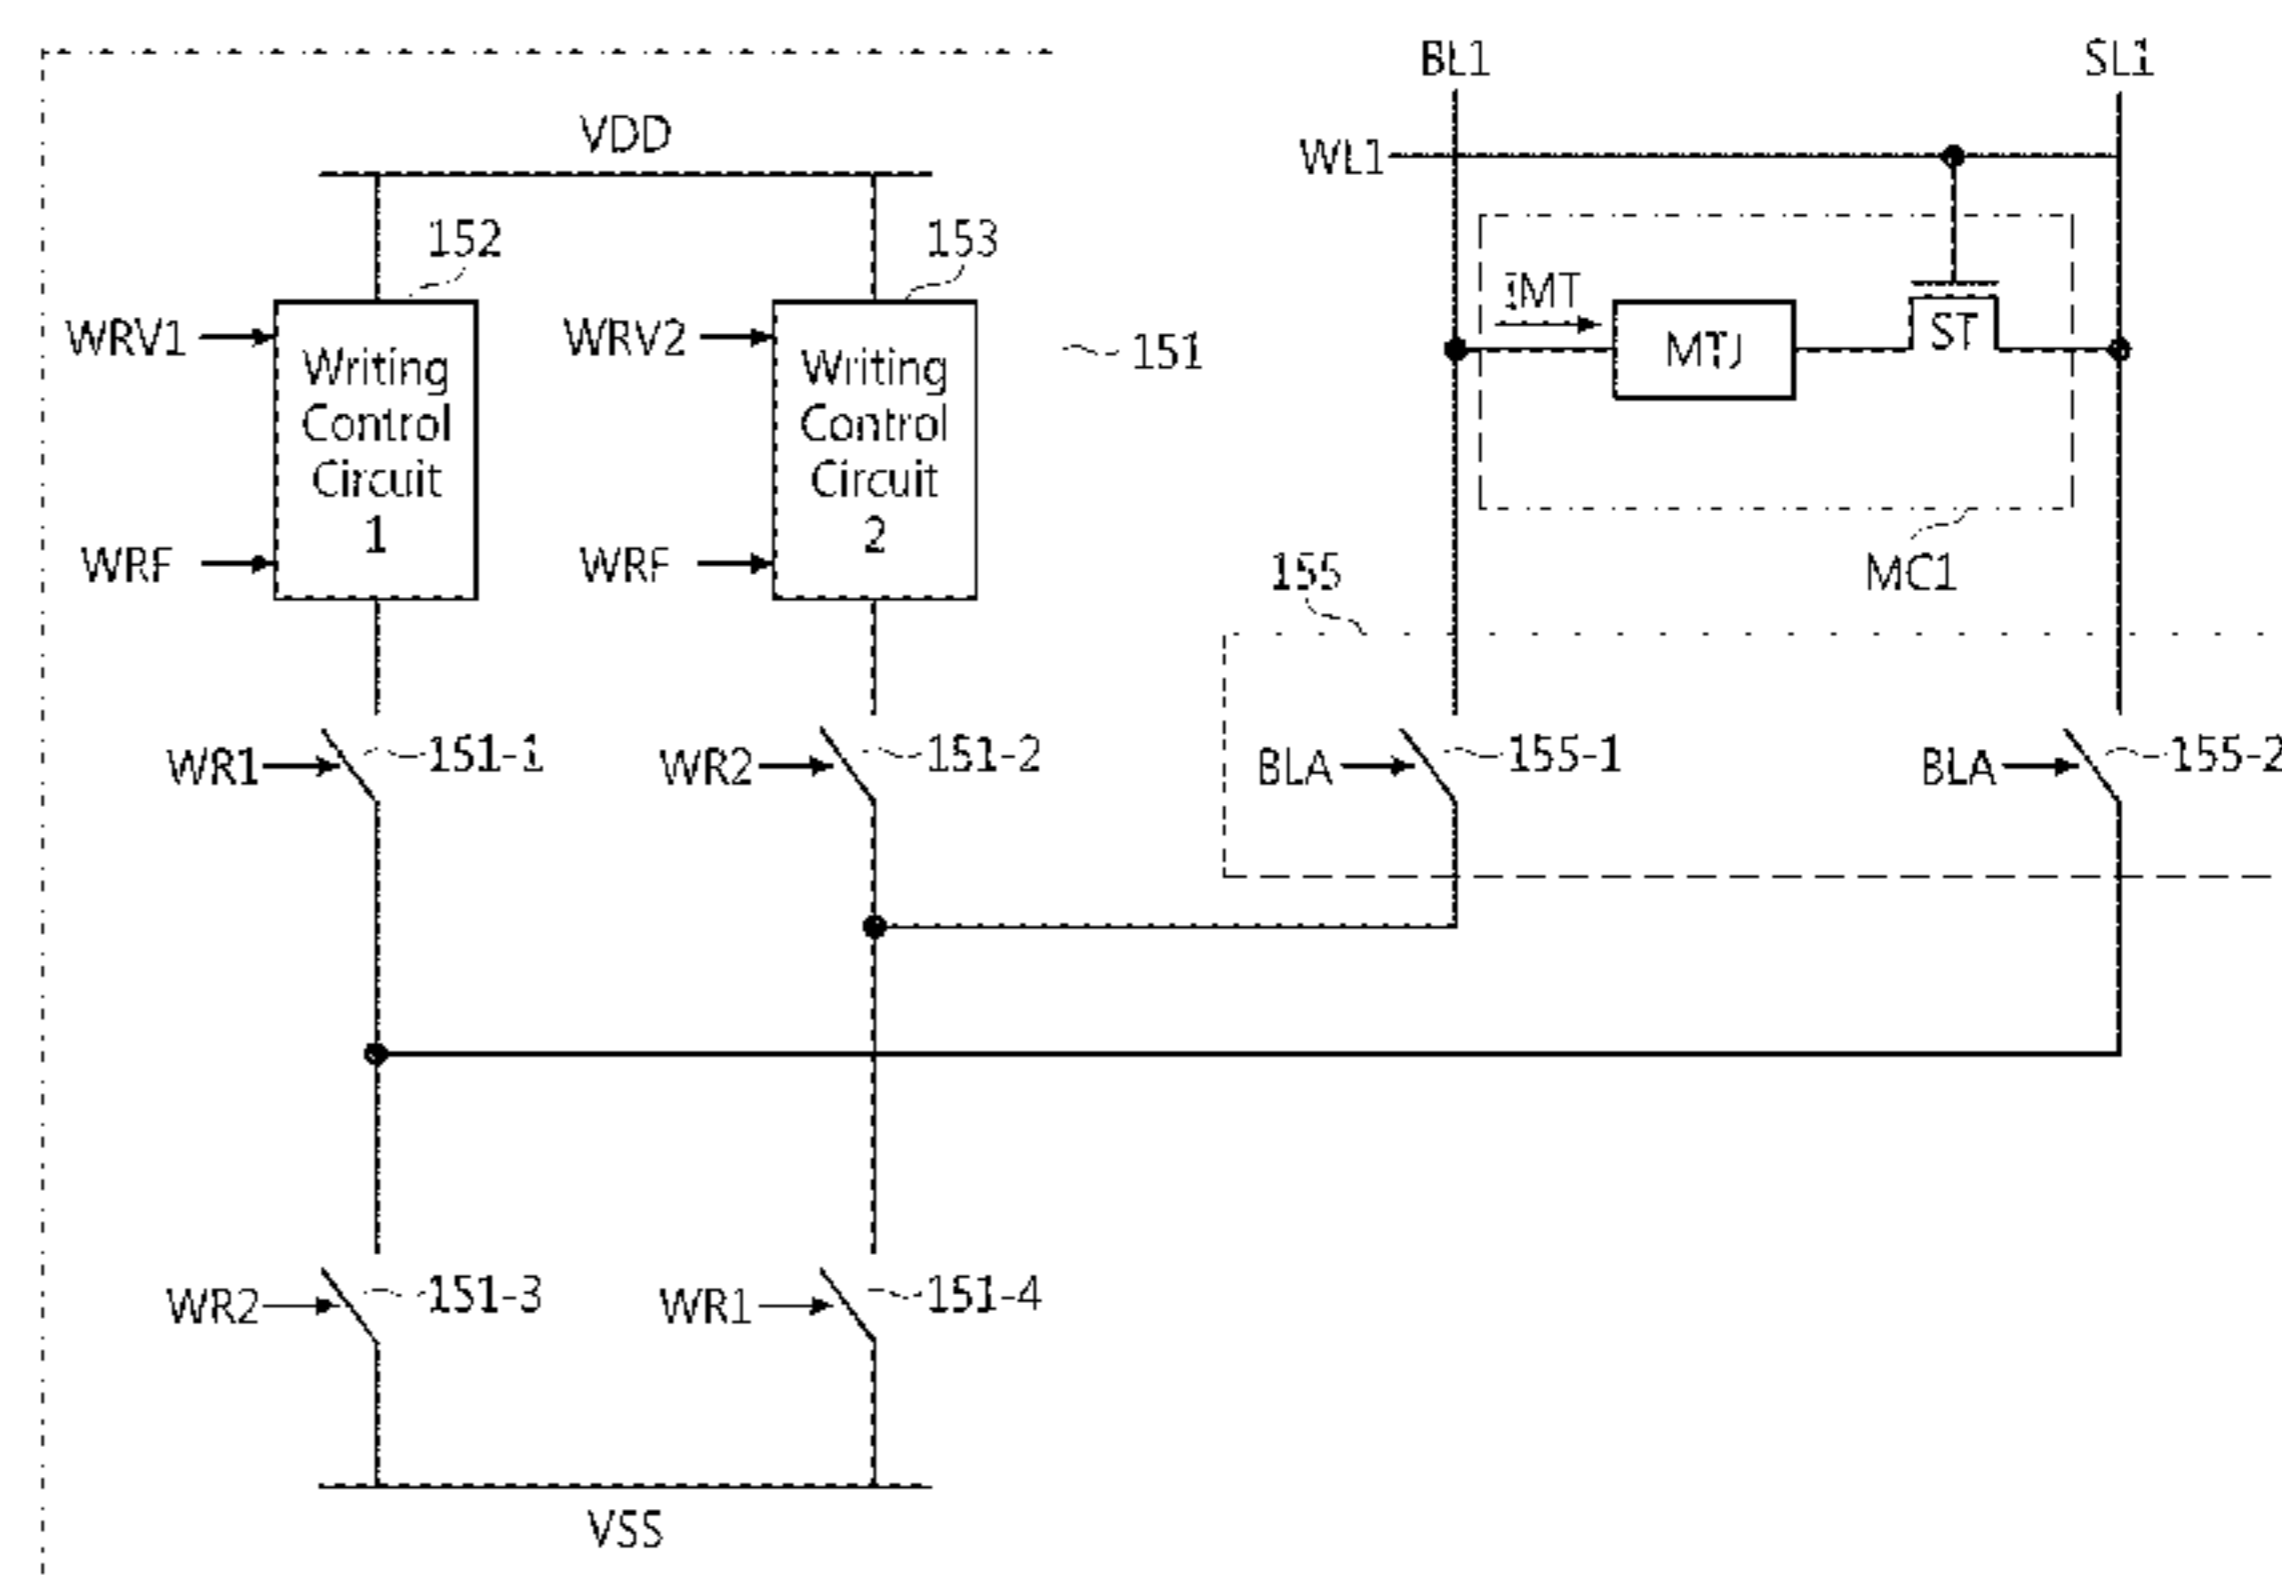 BL1
SL1
VDD
WL1
152
153
iMT
WRV1
Writing
Control
Circuit
1
WRV2
Writing
Control
Circuit
2
151
MTJ
ST
WRF
WRF
155
MC1
WR1
151-1
WR2
151-2
BLA
155-1
BLA
155-2
WR2
151-3
WR1
151-4
VSS